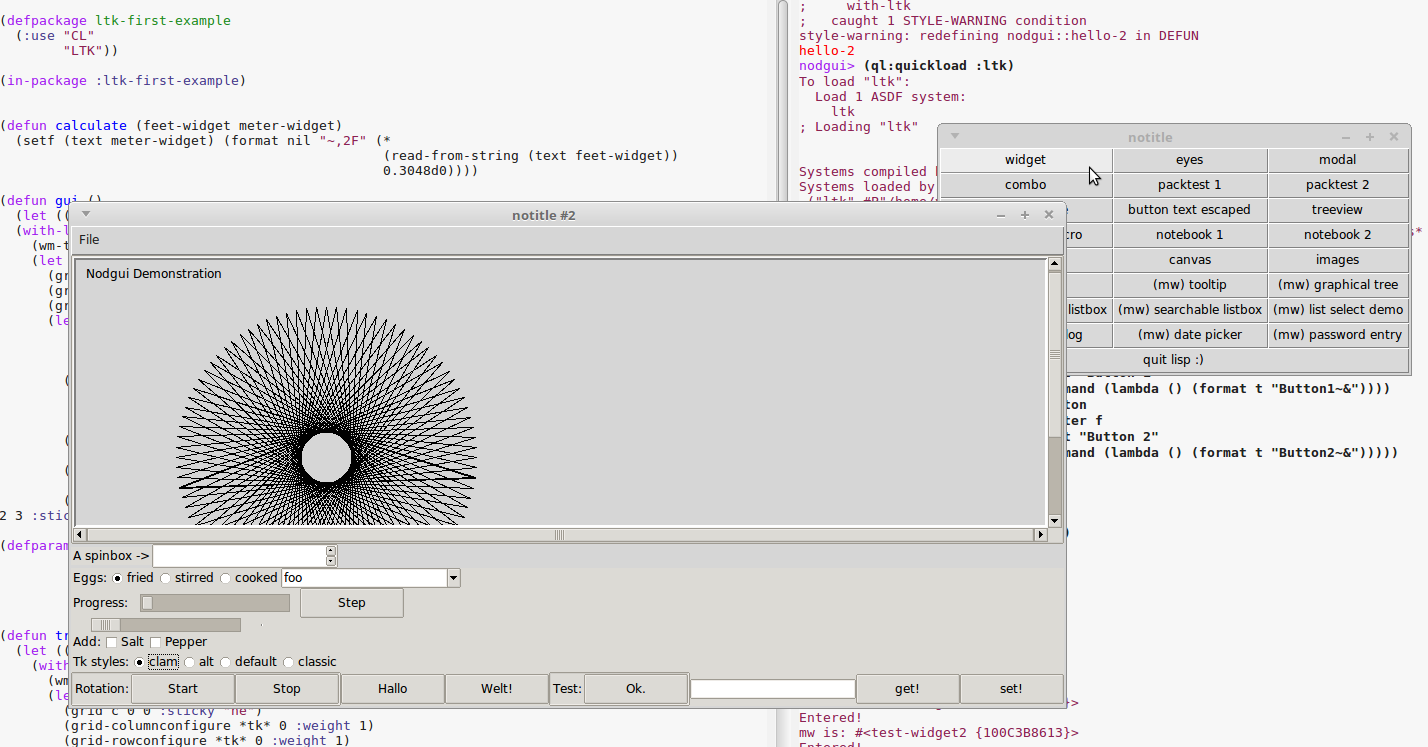 (defpackage ltk-first-example
(:use "CL"
"LTK"))
(in-package :ltk-first-example)
(defun calculate (feet-widget meter-widget)
(setf (text meter-widget) (format nil "~,2F" (*
(read-from-string (text feet-widget))
0.3048d0))))
(defun gui ()
(let ((
(with-l
(wm-t
(let
(gr
(gr
(gr
(le
(
(
(
(
2 3 :stic
(defparam
(defun tr
(let ((
(with
(wm
(le
(grid c 0 0 :sticky "ne")
(grid-columnconfigure *tk* 0 :weight 1)
(grid-rowconfigure *tk* 0 :weight 1)
; with-ltk
; caught 1 STYLE-WARNING condition
style-warning: redefining nodgui::hello-2 in DEFUN
hello-2
nodgui> (ql:quickload :ltk)
To load "ltk":
Load 1 ASDF system:
ltk
; Loading "ltk"
Systems compiled
Systems loaded by
notitle
widget eyes modal
combo packtest 1 packtest 2
button text escaped treeview
cro notebook 1 notebook 2
canvas images
(mw) tooltip (mw) graphical tree
listbox (mw) searchable listbox (mw) list select demo
log (mw) date picker (mw) password entry
quit lisp :)
mand (lambda () (format t "Button1~&"))))
ton
ter f
t "Button 2"
mand (lambda () (format t "Button2~&")))))
notitle #2
File
Nodgui Demonstration
A spinbox ->
Eggs: fried stirred cooked foo
Progress: Step
Add: Salt Pepper
Tk styles: clam alt default classic
Rotation: Start Stop Hallo Welt! Test: Ok. get! set!
}>
Entered!
mw is: #<test-widget2 {100C3B8613}>
Entered!